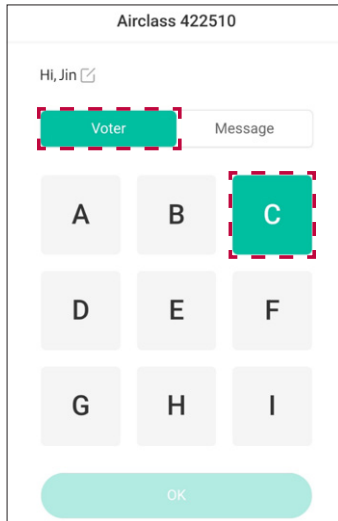 Airclass 422510
Hi, Jin
Voter Message
A B C
D E F
G H I
OK